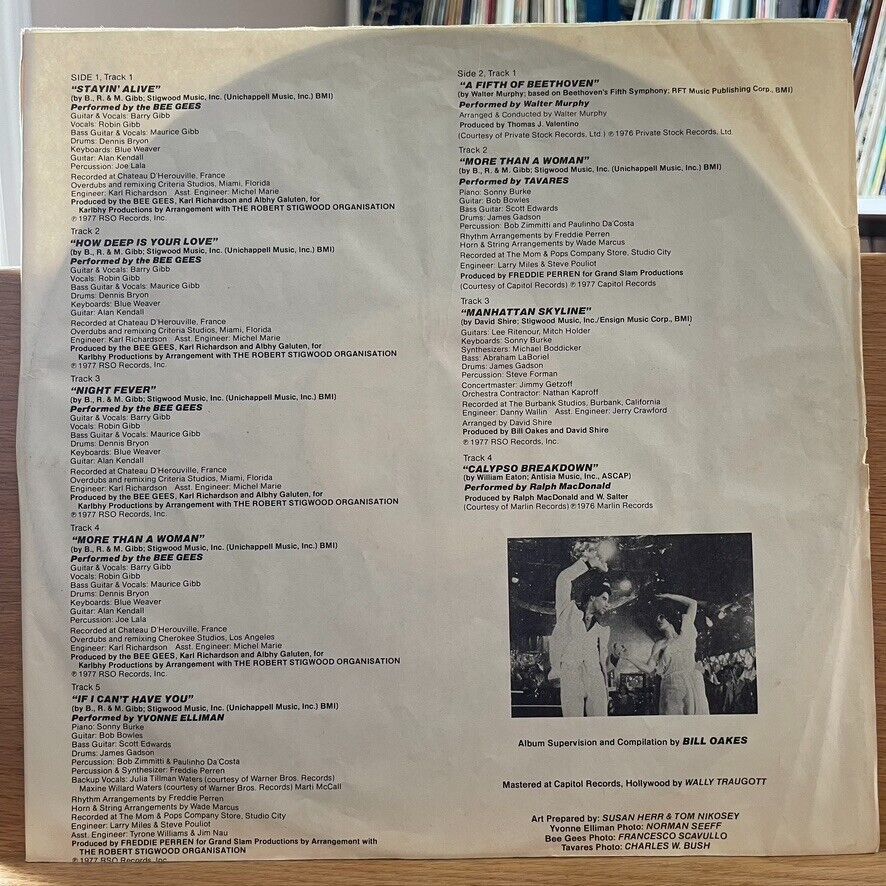 SIDE 1, Track 1
"STAYIN' ALIVE"
(by B., R. & M. Gibb; Stigwood Music, Inc. (Unichappell Music, Inc.) BMI)
Performed by the BEE GEES
Guitar & Vocals: Barry Gibb
Vocals: Robin Gibb
Bass Guitar & Vocals: Maurice Gibb
Drums: Dennis Bryon
Keyboards: Blue Weaver
Guitar: Alan Kendall
Percussion: Joe Lala
Recorded at Chateau D'Herouville, France
Overdubs and remixing Criteria Studios, Miami, Florida
Engineer: Karl Richardson Asst. Engineer: Michel Marie
Produced by the BEE GEES, Karl Richardson and Albhy Galuten, for
Karlbhy Productions by Arrangement with THE ROBERT STIGWOOD ORGANISATION
℗ 1977 RSO Records, Inc.
Track 2
"HOW DEEP IS YOUR LOVE"
(by B., R. & M. Gibb; Stigwood Music, Inc. (Unichappell Music, Inc.) BMI)
Performed by the BEE GEES
Guitar & Vocals: Barry Gibb
Vocals: Robin Gibb
Bass Guitar & Vocals: Maurice Gibb
Drums: Dennis Bryon
Keyboards: Blue Weaver
Guitar: Alan Kendall
Recorded at Chateau D'Herouville, France
Overdubs and remixing Criteria Studios, Miami, Florida
Engineer: Karl Richardson Asst. Engineer: Michel Marie
Produced by the BEE GEES, Karl Richardson and Albhy Galuten, for
Karlbhy Productions by Arrangement with THE ROBERT STIGWOOD ORGANISATION
℗ 1977 RSO Records, Inc.
Track 3
"NIGHT FEVER"
(by B., R. & M. Gibb; Stigwood Music, Inc. (Unichappell Music, Inc.) BMI)
Performed by the BEE GEES
Guitar & Vocals: Barry Gibb
Vocals: Robin Gibb
Bass Guitar & Vocals: Maurice Gibb
Drums: Dennis Bryon
Keyboards: Blue Weaver
Guitar: Alan Kendall
Recorded at Chateau D'Herouville, France
Overdubs and remixing Criteria Studios, Miami, Florida
Engineer: Karl Richardson Asst. Engineer: Michel Marie
Produced by the BEE GEES, Karl Richardson and Albhy Galuten, for
Karlbhy Productions by Arrangement with THE ROBERT STIGWOOD ORGANISATION
℗ 1977 RSO Records, Inc.
Track 4
"MORE THAN A WOMAN"
(by B., R. & M. Gibb; Stigwood Music, Inc. (Unichappell Music, Inc.) BMI)
Performed by the BEE GEES
Guitar & Vocals: Barry Gibb
Vocals: Robin Gibb
Bass Guitar & Vocals: Maurice Gibb
Drums: Dennis Bryon
Keyboards: Blue Weaver
Guitar: Alan Kendall
Percussion: Joe Lala
Recorded at Chateau D'Herouville, France
Overdubs and remixing Cherokee Studios, Los Angeles
Engineer: Karl Richardson Asst. Engineer: Michel Marie
Produced by the BEE GEES, Karl Richardson and Albhy Galuten, for
Karlbhy Productions by Arrangement with THE ROBERT STIGWOOD ORGANISATION
℗ 1977 RSO Records, Inc.
Track 5
"IF I CAN'T HAVE YOU"
(by B., R. & M. Gibb; Stigwood Music, Inc. (Unichappell Music, Inc.) BMI)
Performed by YVONNE ELLIMAN
Piano: Sonny Burke
Guitar: Bob Bowles
Bass Guitar: Scott Edwards
Drums: James Gadson
Percussion: Bob Zimmitti & Paulinho Da'Costa
Percussion & Synthesizer: Freddie Perren
Backup Vocals: Julia Tillman Waters (courtesy of Warner Bros. Records)
Maxine Willard Waters (courtesy of Warner Bros. Records) Marti McCall
Rhythm Arrangements by Freddie Perren
Horn & String Arrangements by Wade Marcus
Recorded at The Mom & Pops Company Store, Studio City
Engineer: Larry Miles & Steve Pouliot
Asst. Engineer: Tyrone Williams & Jim Nau
Produced by FREDDIE PERREN for Grand Slam Productions by Arrangement with
THE ROBERT STIGWOOD ORGANISATION
℗ 1977 RSO Records, Inc.
Side 2, Track 1
"A FIFTH OF BEETHOVEN"
(by Walter Murphy; based on Beethoven's Fifth Symphony; RFT Music Publishing Corp., BMI)
Performed by Walter Murphy
Arranged & Conducted by Walter Murphy
Produced by Thomas J. Valentino
(Courtesy of Private Stock Records, Ltd.) ℗ 1976 Private Stock Records, Ltd.
Track 2
"MORE THAN A WOMAN"
(by B., R. & M. Gibb; Stigwood Music, Inc. (Unichappell Music, Inc.) BMI)
Performed by TAVARES
Piano: Sonny Burke
Guitar: Bob Bowles
Bass Guitar: Scott Edwards
Drums: James Gadson
Percussion: Bob Zimmitti and Paulinho Da'Costa
Rhythm Arrangements by Freddie Perren
Horn & String Arrangements by Wade Marcus
Recorded at The Mom & Pops Company Store, Studio City
Engineer: Larry Miles & Steve Pouliot
Produced by FREDDIE PERREN for Grand Slam Productions
(Courtesy of Capitol Records) ℗ 1977 Capitol Records
Track 3
"MANHATTAN SKYLINE"
(by David Shire; Stigwood Music, Inc./Ensign Music Corp., BMI)
Guitars: Lee Ritenour, Mitch Holder
Keyboards: Sonny Burke
Synthesizers: Michael Boddicker
Bass: Abraham LaBoriel
Drums: James Gadson
Percussion: Steve Forman
Concertmaster: Jimmy Getzoff
Orchestra Contractor: Nathan Kaproff
Recorded at The Burbank Studios, Burbank, California
Engineer: Danny Wallin Asst. Engineer: Jerry Crawford
Arranged by David Shire
Produced by Bill Oakes and David Shire
℗ 1977 RSO Records, Inc.
Track 4
"CALYPSO BREAKDOWN"
(by William Eaton; Antisia Music, Inc., ASCAP)
Performed by Ralph MacDonald
Produced by Ralph MacDonald and W. Salter
(Courtesy of Marlin Records) ℗ 1976 Marlin Records
Album Supervision and Compilation by BILL OAKES
Mastered at Capitol Records, Hollywood by WALLY TRAUGOTT
Art Prepared by: SUSAN HERR & TOM NIKOSEY
Yvonne Elliman Photo: NORMAN SEEFF
Bee Gees Photo: FRANCESCO SCAVULLO
Tavares Photo: CHARLES W. BUSH